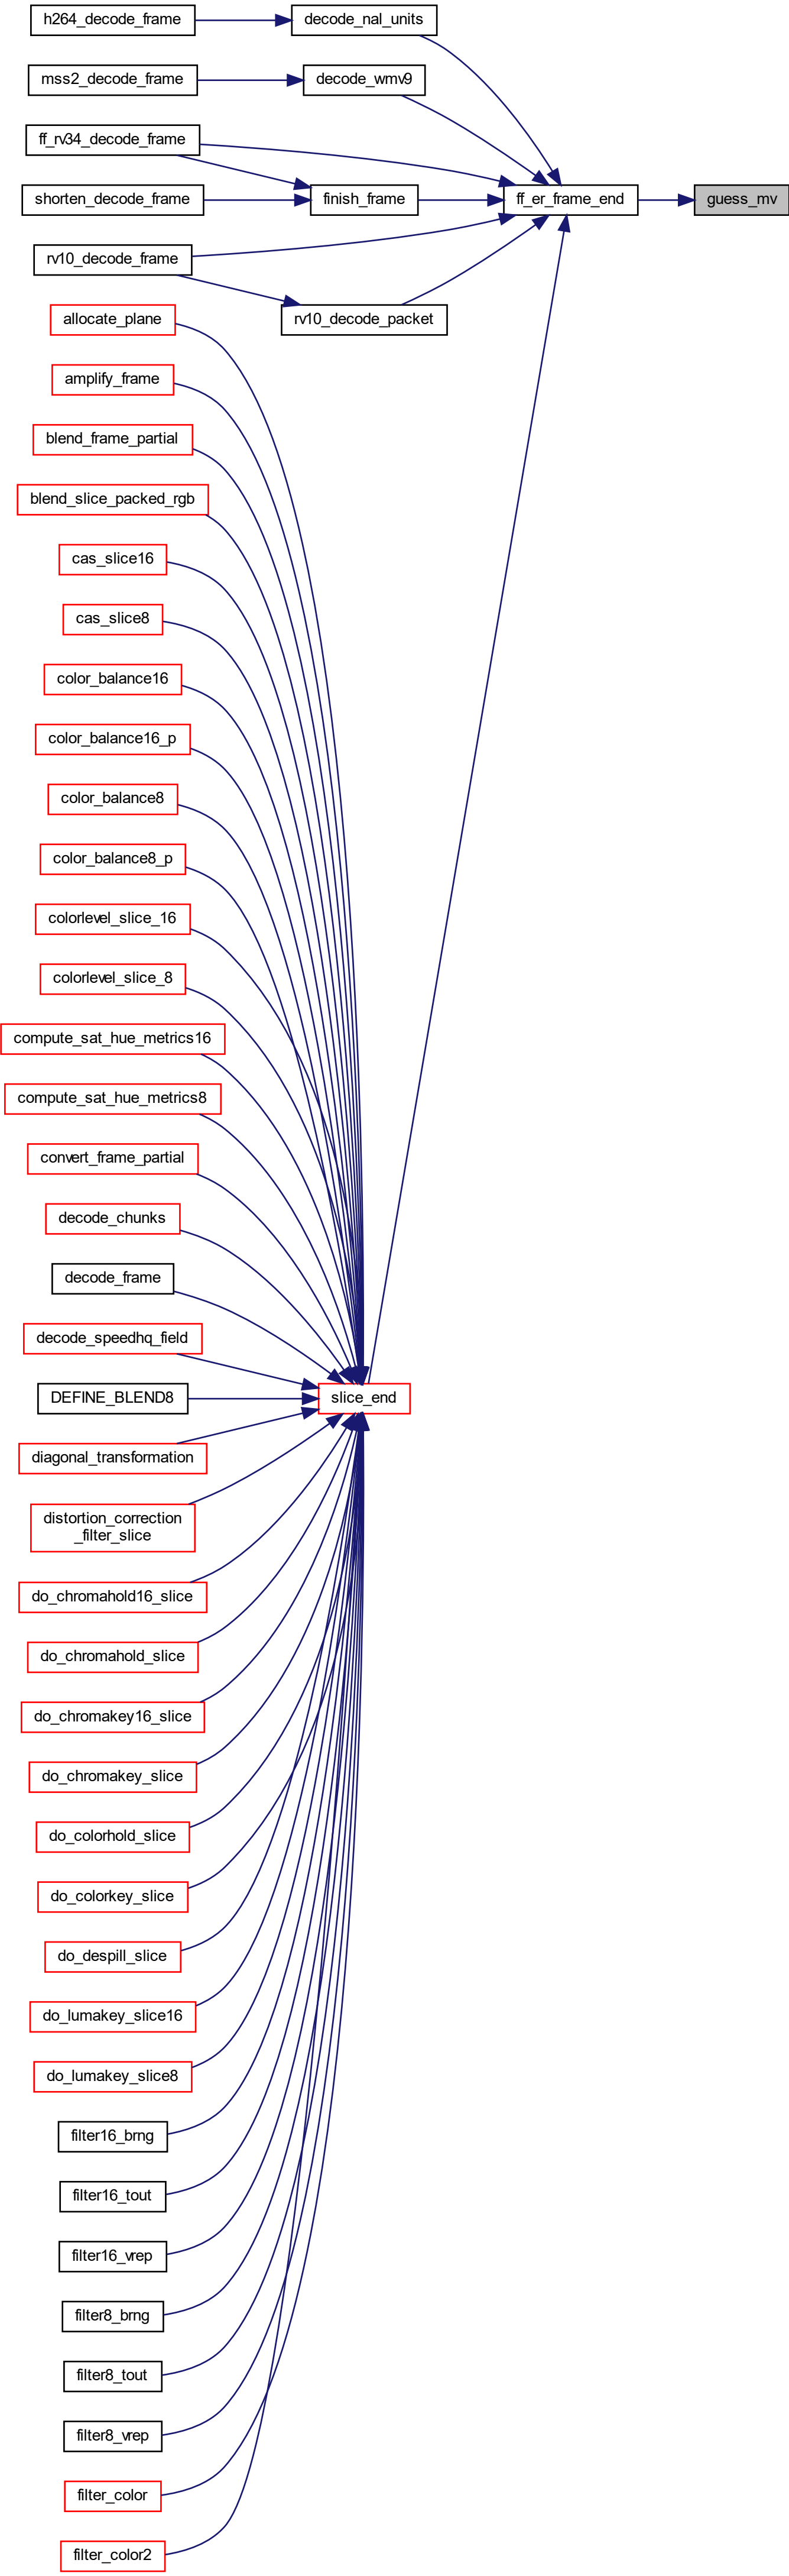 h264_decode_frame
decode_nal_units
mss2_decode_frame
decode_wmv9
ff_rv34_decode_frame
shorten_decode_frame
finish_frame
ff_er_frame_end
guess_mv
rv10_decode_frame
rv10_decode_packet
allocate_plane
amplify_frame
blend_frame_partial
blend_slice_packed_rgb
cas_slice16
cas_slice8
color_balance16
color_balance16_p
color_balance8
color_balance8_p
colorlevel_slice_16
colorlevel_slice_8
compute_sat_hue_metrics16
compute_sat_hue_metrics8
convert_frame_partial
decode_chunks
decode_frame
decode_speedhq_field
DEFINE_BLEND8
slice_end
diagonal_transformation
distortion_correction
_filter_slice
do_chromahold16_slice
do_chromahold_slice
do_chromakey16_slice
do_chromakey_slice
do_colorhold_slice
do_colorkey_slice
do_despill_slice
do_lumakey_slice16
do_lumakey_slice8
filter16_brng
filter16_tout
filter16_vrep
filter8_brng
filter8_tout
filter8_vrep
filter_color
filter_color2